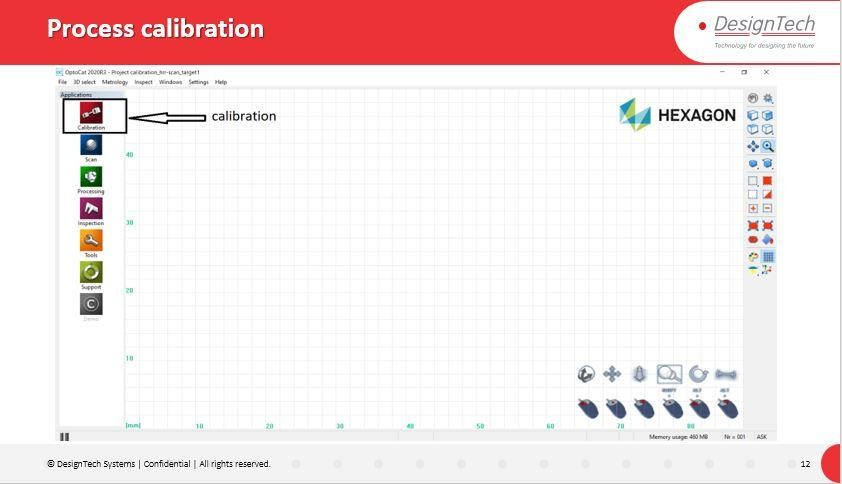 Process calibration
DesignTech
Technology for designing the future
OptoCat 2020R3 - Project calibration_hr-scan_target1
File 3D select Metrology Inspect Windows Settings Help
Applications
Calibration
calibration
HEXAGON
Scan
40
Processing
Inspection
30
Tools
Support
20
C
Demo
10
SHIFT ALT ALT
[mm] 10 20 30 40 50 60 70 80
Memory usage: 460 MB Nr = 001 ASK
© DesignTech Systems | Confidential | All rights reserved.
12